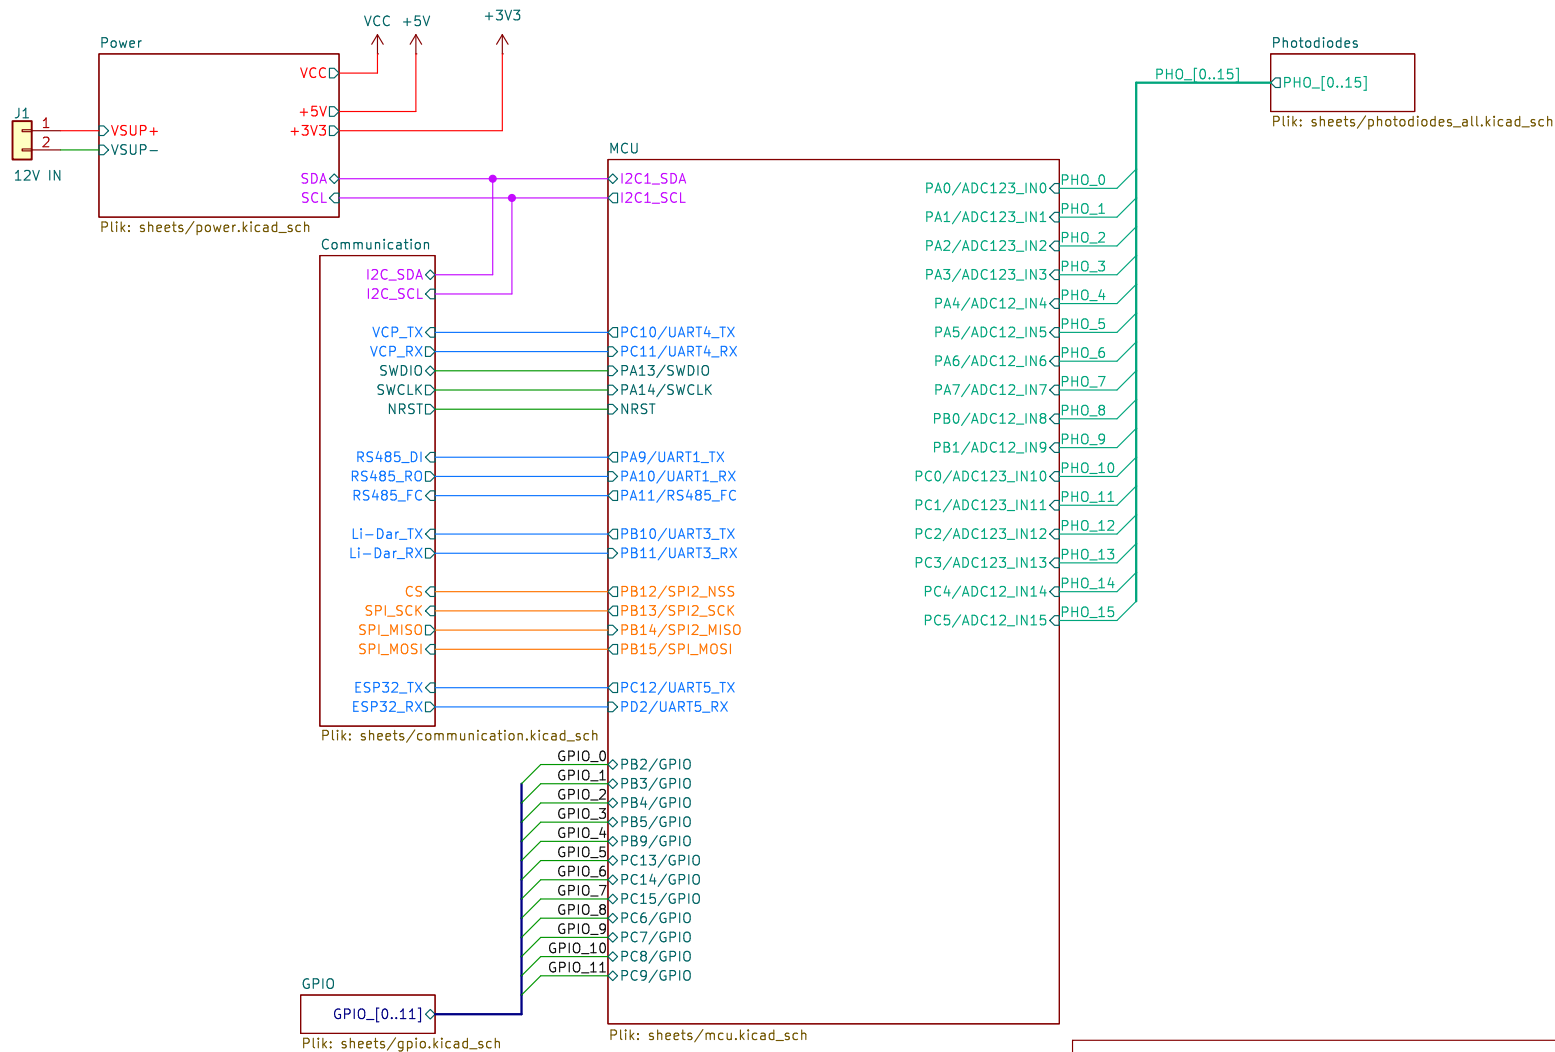 VCC
+5V
+3V3
Power
VCC
+5V
+3V3
J1
1
2
VSUP+
VSUP-
12V IN
SDA
SCL
Plik: sheets/power.kicad_sch
Communication
I2C_SDA
I2C_SCL
VCP_TX
VCP_RX
SWDIO
SWCLK
NRST
RS485_DI
RS485_RO
RS485_FC
Li-Dar_TX
Li-Dar_RX
CS
SPI_SCK
SPI_MISO
SPI_MOSI
ESP32_TX
ESP32_RX
Plik: sheets/communication.kicad_sch
MCU
I2C1_SDA
I2C1_SCL
PC10/UART4_TX
PC11/UART4_RX
PA13/SWDIO
PA14/SWCLK
NRST
PA9/UART1_TX
PA10/UART1_RX
PA11/RS485_FC
PB10/UART3_TX
PB11/UART3_RX
PB12/SPI2_NSS
PB13/SPI2_SCK
PB14/SPI2_MISO
PB15/SPI_MOSI
PC12/UART5_TX
PD2/UART5_RX
GPIO_0 PB2/GPIO
GPIO_1 PB3/GPIO
GPIO_2 PB4/GPIO
GPIO_3 PB5/GPIO
GPIO_4 PB9/GPIO
GPIO_5 PC13/GPIO
GPIO_6 PC14/GPIO
GPIO_7 PC15/GPIO
GPIO_8 PC6/GPIO
GPIO_9 PC7/GPIO
GPIO_10 PC8/GPIO
GPIO_11 PC9/GPIO
PA0/ADC123_IN0 PHO_0
PA1/ADC123_IN1 PHO_1
PA2/ADC123_IN2 PHO_2
PA3/ADC123_IN3 PHO_3
PA4/ADC12_IN4 PHO_4
PA5/ADC12_IN5 PHO_5
PA6/ADC12_IN6 PHO_6
PA7/ADC12_IN7 PHO_7
PB0/ADC12_IN8 PHO_8
PB1/ADC12_IN9 PHO_9
PC0/ADC123_IN10 PHO_10
PC1/ADC123_IN11 PHO_11
PC2/ADC123_IN12 PHO_12
PC3/ADC123_IN13 PHO_13
PC4/ADC12_IN14 PHO_14
PC5/ADC12_IN15 PHO_15
Plik: sheets/mcu.kicad_sch
GPIO
GPIO_[0..11]
Plik: sheets/gpio.kicad_sch
Photodiodes
PHO_[0..15]
PHO_[0..15]
Plik: sheets/photodiodes_all.kicad_sch